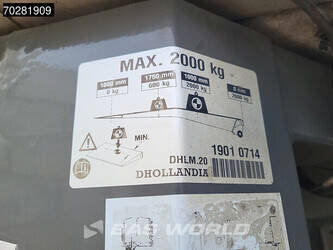 70281909
MAX. 2000 kg
1800 mm
0 kg
1750 mm
600 kg
1000 mm
2000 kg
0 mm
2000 kg
MIN.
1901 0714
DHLM.20
DHOLLANDIA
BAS WORLD